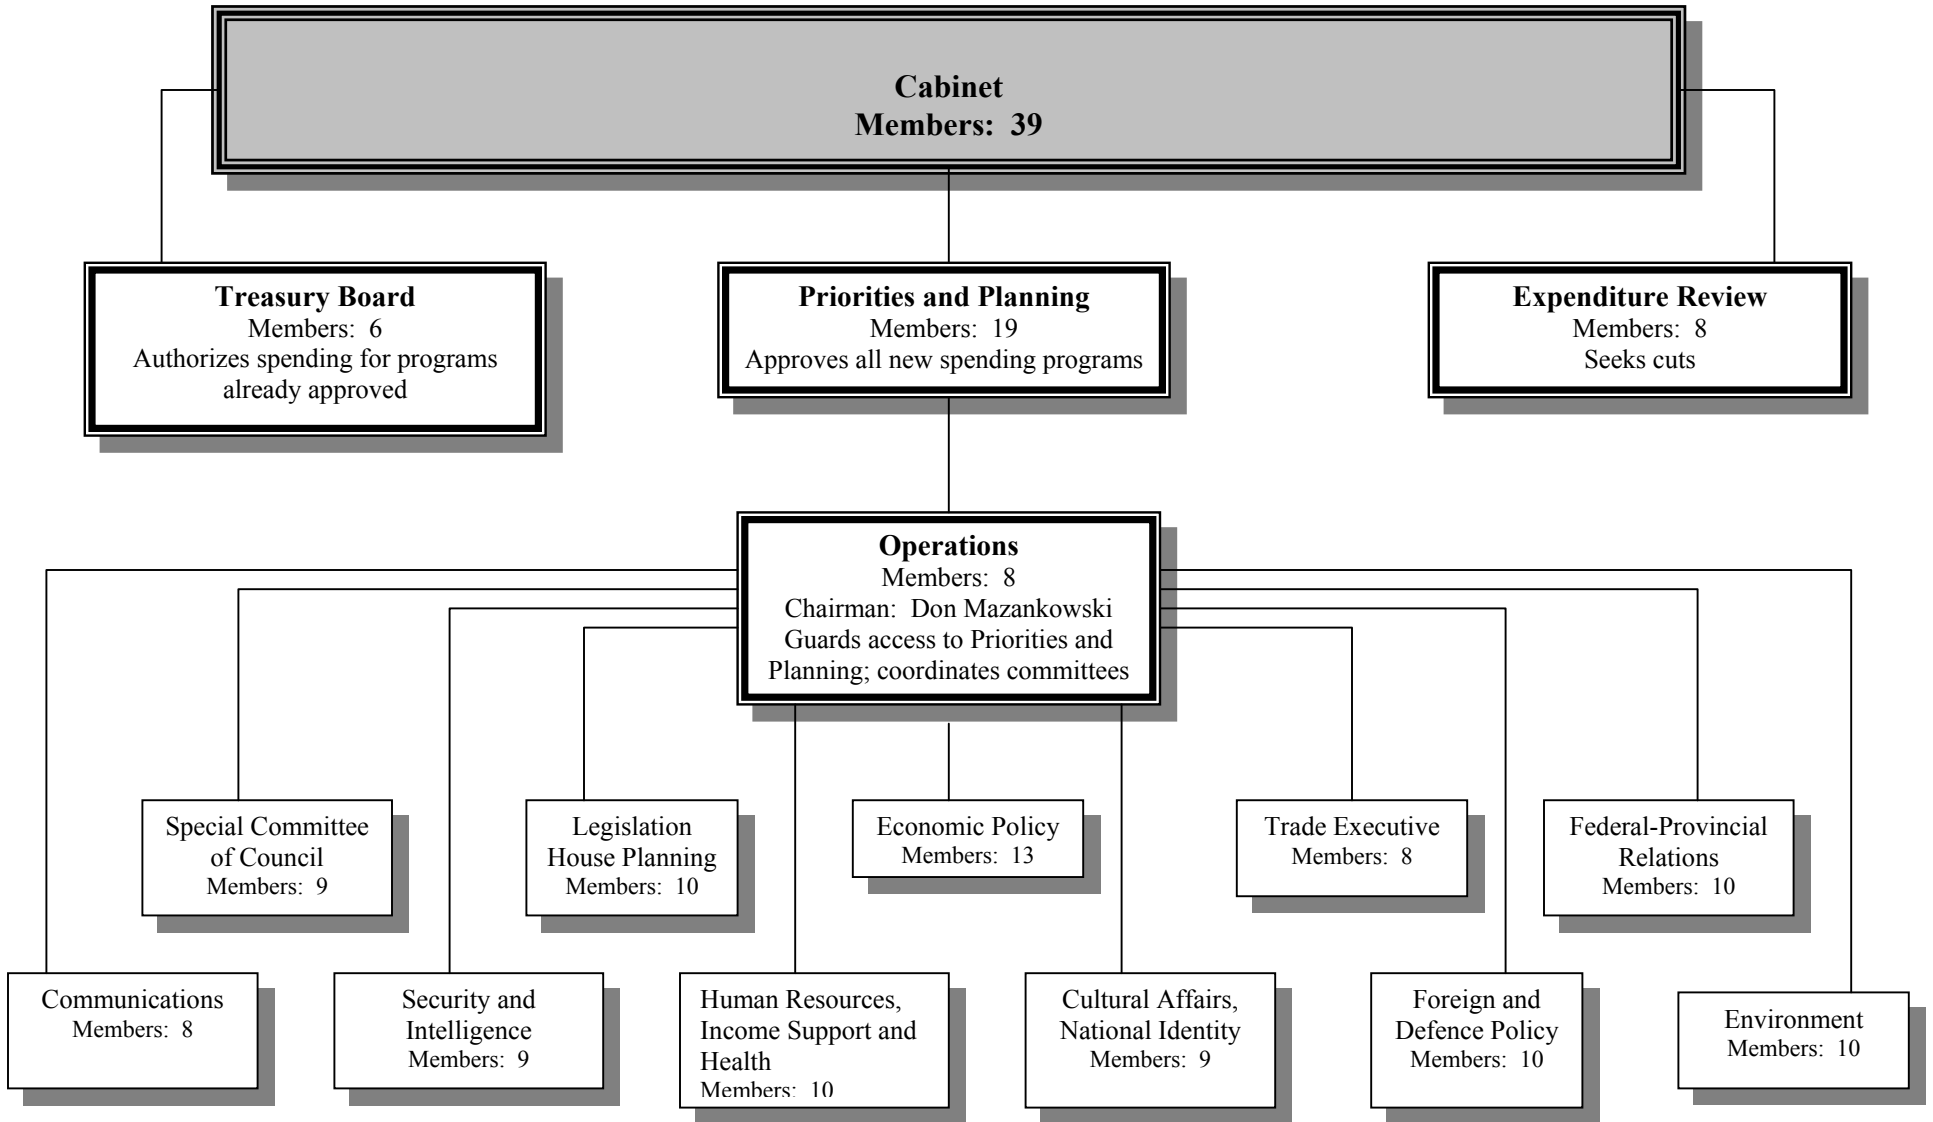 Cabinet
Members: 39
Treasury Board
Members: 6
Authorizes spending for programs
already approved
Priorities and Planning
Members: 19
Approves all new spending programs
Expenditure Review
Members: 8
Seeks cuts
Operations
Members: 8
Chairman: Don Mazankowski
Guards access to Priorities and
Planning; coordinates committees
Special Committee
of Council
Members: 9
Legislation
House Planning
Members: 10
Economic Policy
Members: 13
Trade Executive
Members: 8
Federal-Provincial
Relations
Members: 10
Communications
Members: 8
Security and
Intelligence
Members: 9
Human Resources,
Income Support and
Health
Members: 10
Cultural Affairs,
National Identity
Members: 9
Foreign and
Defence Policy
Members: 10
Environment
Members: 10